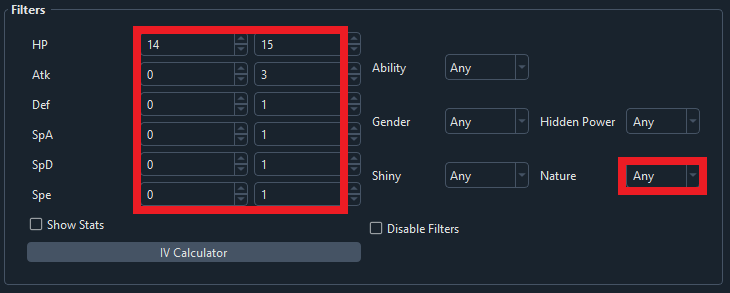 Filters
HP 14 15
Atk 0 3
Ability Any
Def 0 1
Gender Any Hidden Power Any
SpA 0 1
SpD 0 1
Shiny Any Nature Any
Spe 0 1
Show Stats
Disable Filters
IV Calculator